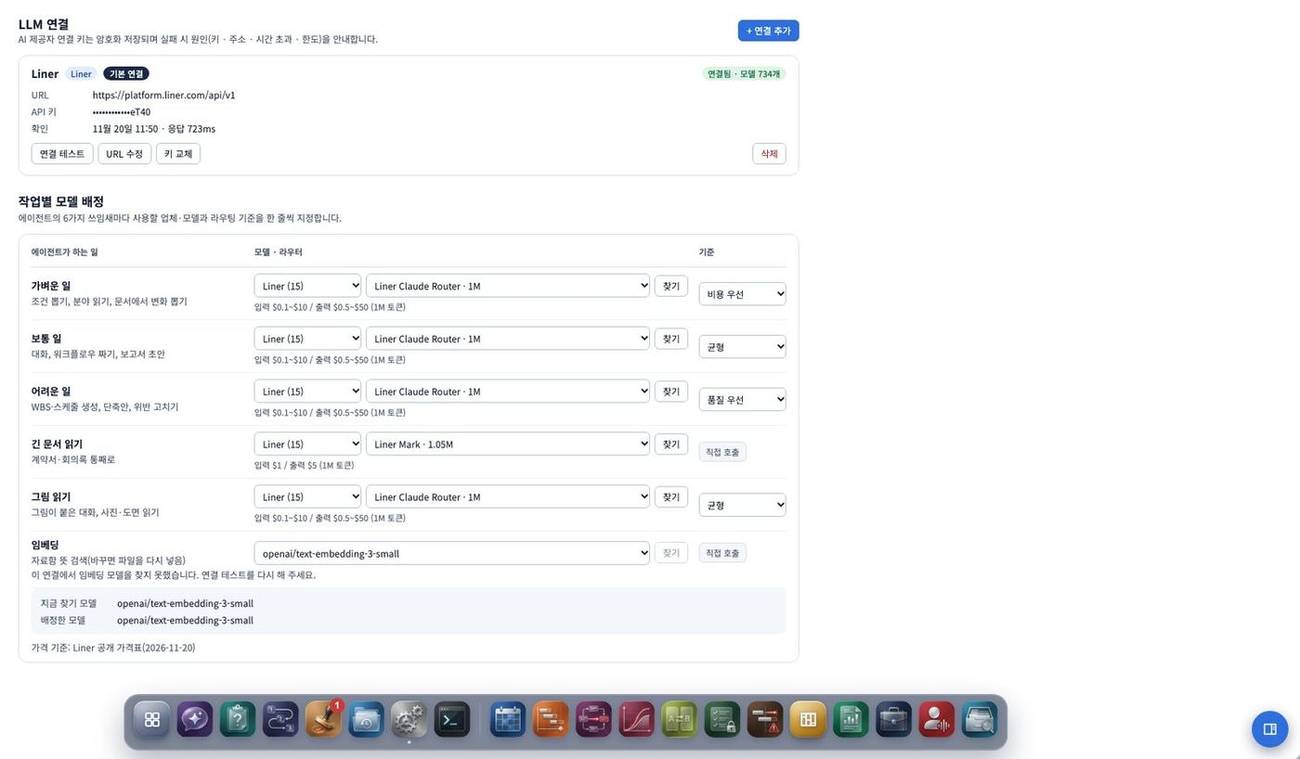 LLM 연결
AI 제공자 연결 키는 암호화 저장되며 실패 시 원인(키 · 주소 · 시간 초과 · 한도)을 안내합니다.
+ 연결 추가
Liner Liner 기본 연결 연결됨 · 모델 734개
URL https://platform.liner.com/api/v1
API 키 ••••••••••••eT40
확인 11월 20일 11:50 · 응답 723ms
연결 테스트 URL 수정 키 교체 삭제
작업별 모델 배정
에이전트의 6가지 쓰임새마다 사용할 업체·모델과 라우팅 기준을 한 줄씩 지정합니다.
에이전트가 하는 일 모델 · 라우터 기준
가벼운 일 Liner (15) Liner Claude Router · 1M 찾기 비용 우선
조건 뽑기, 분야 읽기, 문서에서 변화 뽑기 입력 $0.1~$10 / 출력 $0.5~$50 (1M 토큰)
보통 일 Liner (15) Liner Claude Router · 1M 찾기 균형
대화, 워크플로우 짜기, 보고서 초안 입력 $0.1~$10 / 출력 $0.5~$50 (1M 토큰)
어려운 일 Liner (15) Liner Claude Router · 1M 찾기 품질 우선
WBS·스케줄 생성, 단축안, 위반 고치기 입력 $0.1~$10 / 출력 $0.5~$50 (1M 토큰)
긴 문서 읽기 Liner (15) Liner Mark · 1.05M 찾기 직접 호출
계약서·회의록 통째로 입력 $1 / 출력 $5 (1M 토큰)
그림 읽기 Liner (15) Liner Claude Router · 1M 찾기 균형
그림이 붙은 대화, 사진·도면 읽기 입력 $0.1~$10 / 출력 $0.5~$50 (1M 토큰)
임베딩 openai/text-embedding-3-small 찾기 직접 호출
자료함 뜻 검색(바꾸면 파일을 다시 넣음)
이 연결에서 임베딩 모델을 찾지 못했습니다. 연결 테스트를 다시 해 주세요.
지금 찾기 모델 openai/text-embedding-3-small
배정한 모델 openai/text-embedding-3-small
가격 기준: Liner 공개 가격표(2026-11-20)
1